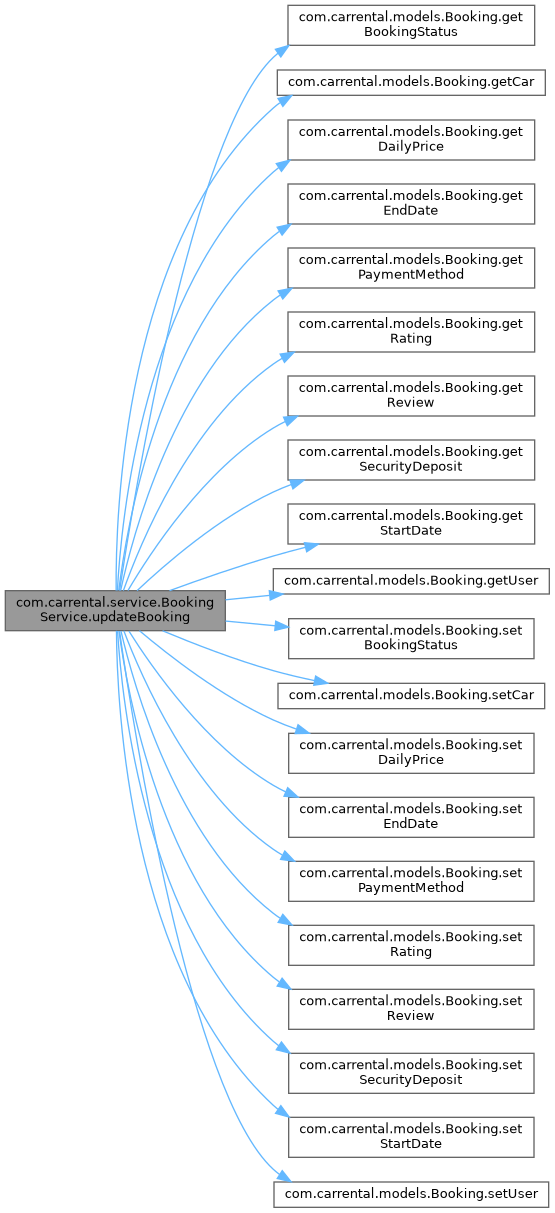 com.carrental.models.Booking.get
BookingStatus
com.carrental.models.Booking.getCar
com.carrental.models.Booking.get
DailyPrice
com.carrental.models.Booking.get
EndDate
com.carrental.models.Booking.get
PaymentMethod
com.carrental.models.Booking.get
Rating
com.carrental.models.Booking.get
Review
com.carrental.models.Booking.get
SecurityDeposit
com.carrental.models.Booking.get
StartDate
com.carrental.models.Booking.getUser
com.carrental.service.Booking
Service.updateBooking
com.carrental.models.Booking.set
BookingStatus
com.carrental.models.Booking.setCar
com.carrental.models.Booking.set
DailyPrice
com.carrental.models.Booking.set
EndDate
com.carrental.models.Booking.set
PaymentMethod
com.carrental.models.Booking.set
Rating
com.carrental.models.Booking.set
Review
com.carrental.models.Booking.set
SecurityDeposit
com.carrental.models.Booking.set
StartDate
com.carrental.models.Booking.setUser